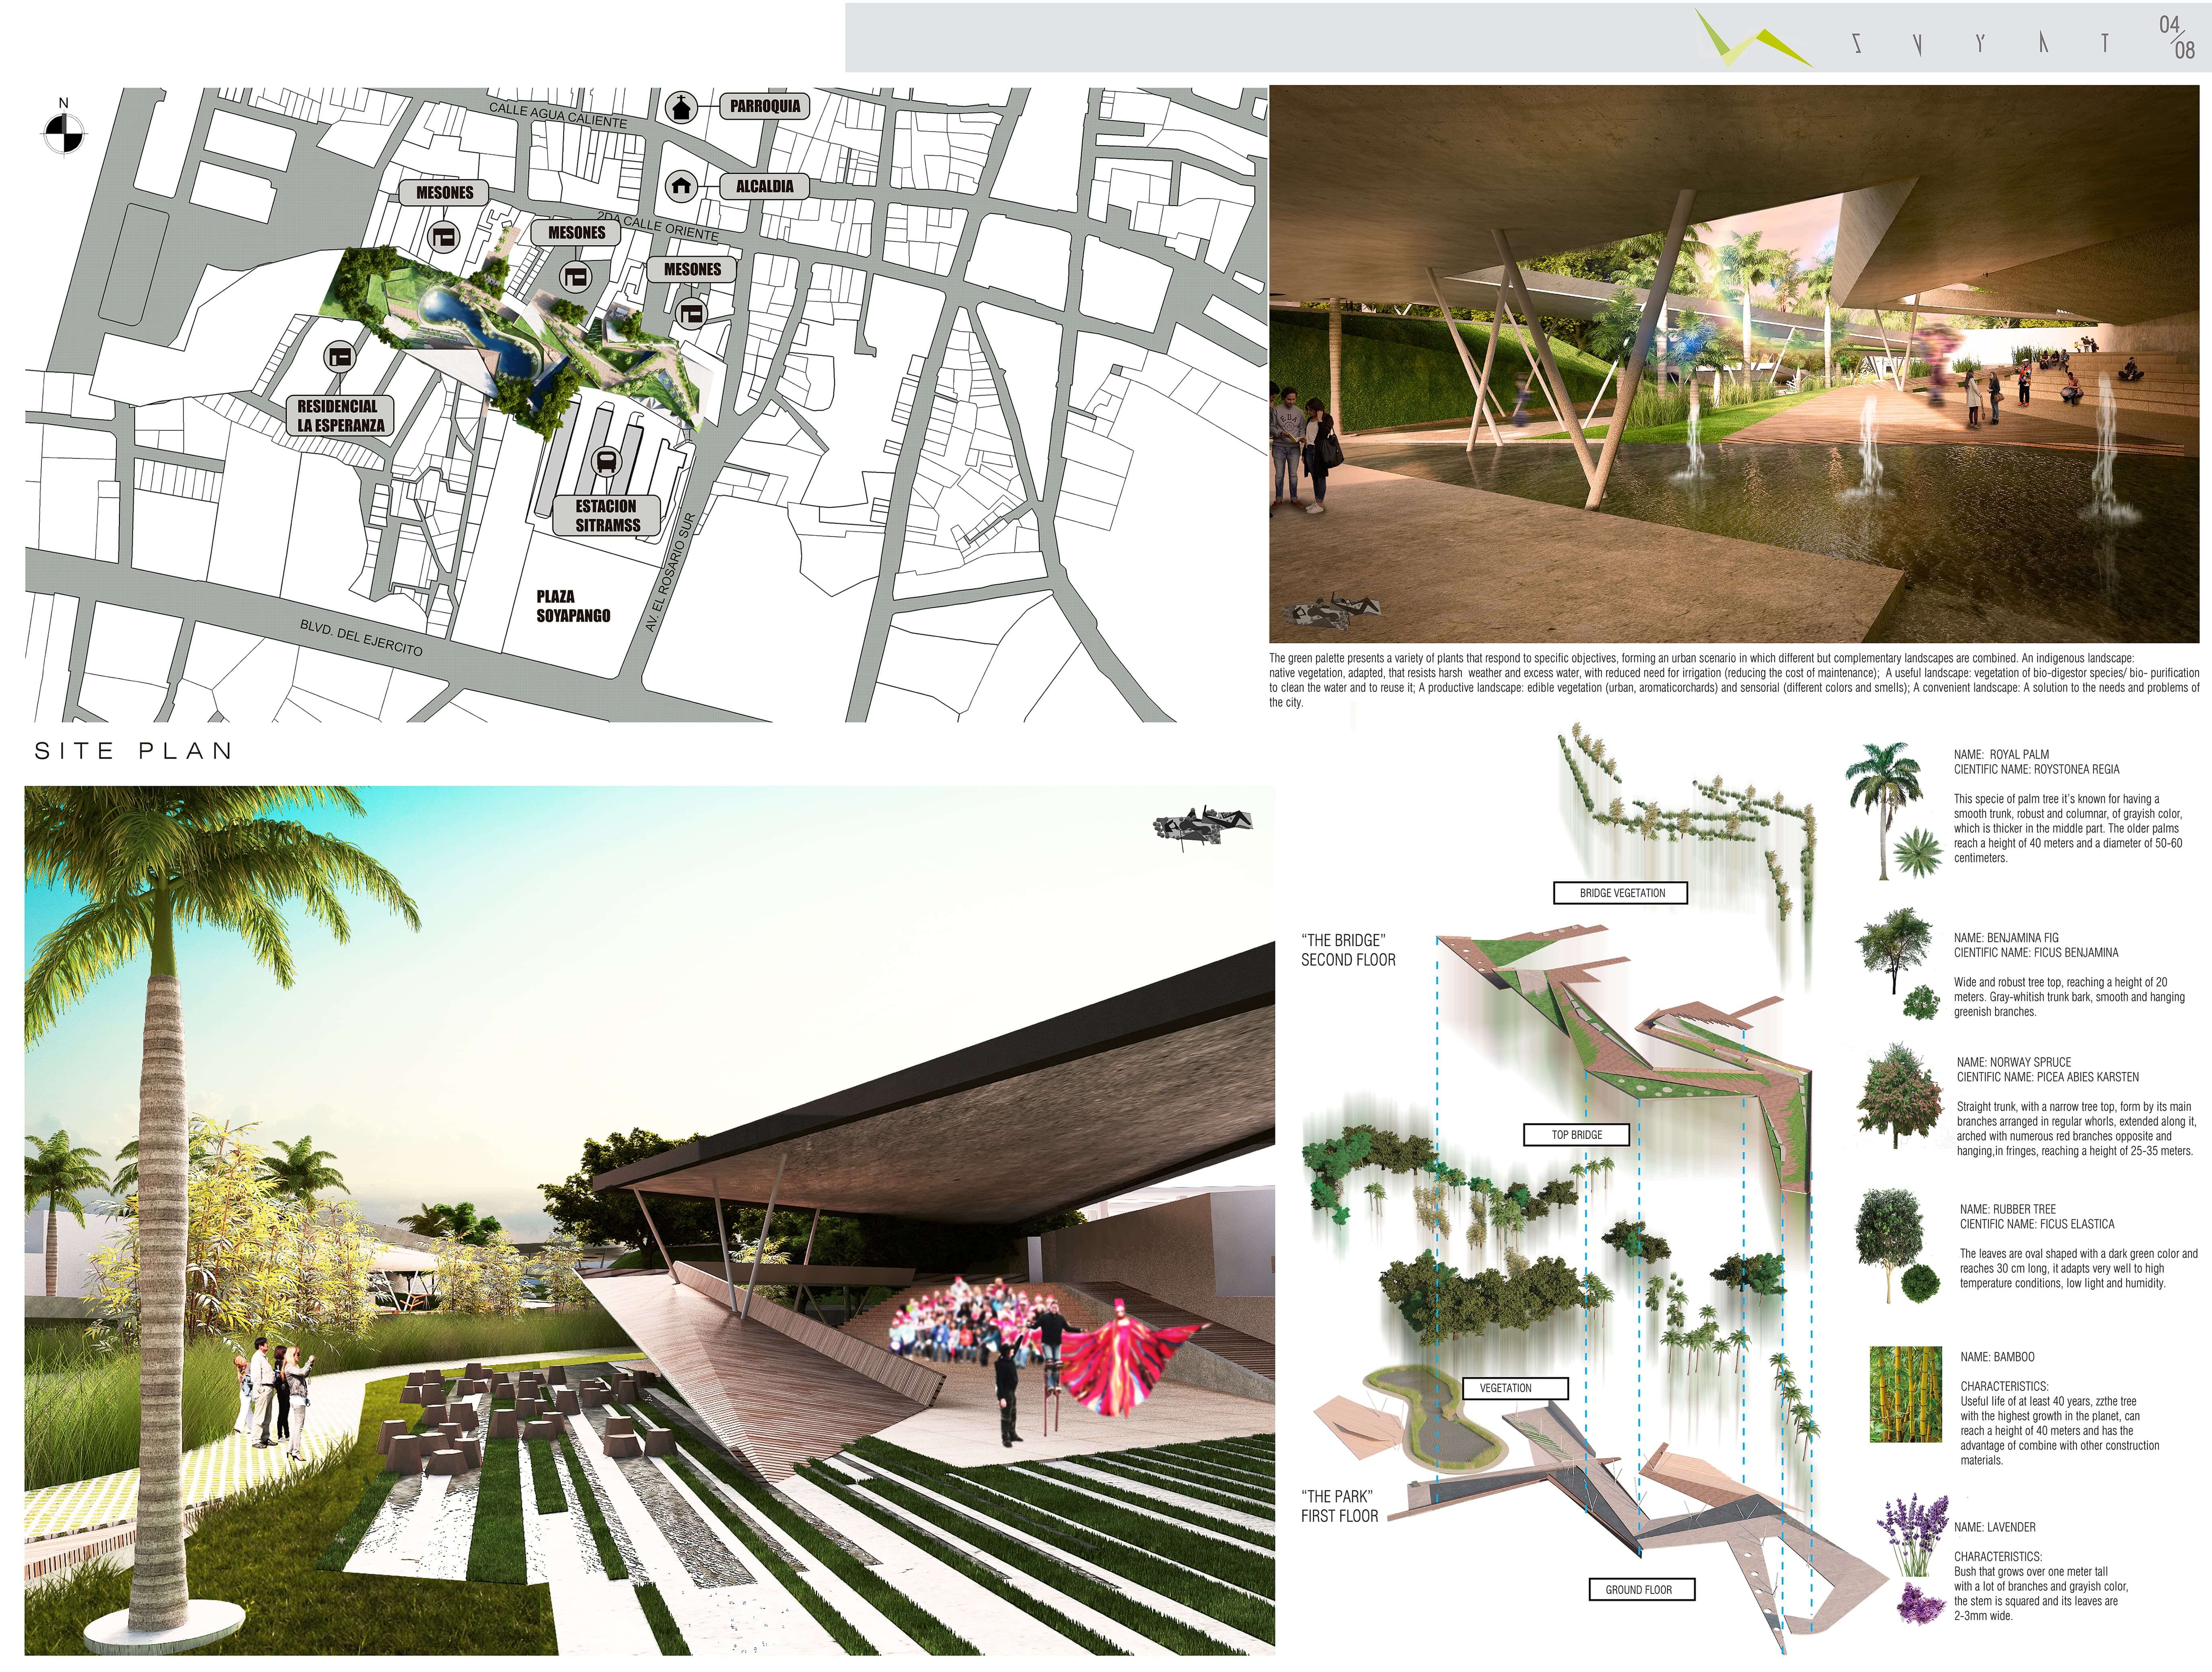 S V Y A T
04/08
N
CALLE AGUA CALIENTE
PARROQUIA
ALCALDIA
MESONES
2DA CALLE ORIENTE
MESONES
MESONES
RESIDENCIAL
LA ESPERANZA
ESTACION
SITRAMSS
PLAZA
SOYAPANGO
AV. EL ROSARIO SUR
BLVD. DEL EJERCITO
SITE PLAN
The green palette presents a variety of plants that respond to specific objectives, forming an urban scenario in which different but complementary landscapes are combined. An indigenous landscape:
native vegetation, adapted, that resists harsh weather and excess water, with reduced need for irrigation (reducing the cost of maintenance); A useful landscape: vegetation of bio-digestor species/ bio- purification
to clean the water and to reuse it; A productive landscape: edible vegetation (urban, aromaticorchards) and sensorial (different colors and smells); A convenient landscape: A solution to the needs and problems of
the city.
BRIDGE VEGETATION
"THE BRIDGE"
SECOND FLOOR
TOP BRIDGE
VEGETATION
"THE PARK"
FIRST FLOOR
GROUND FLOOR
NAME: ROYAL PALM
CIENTIFIC NAME: ROYSTONEA REGIA
This specie of palm tree it's known for having a
smooth trunk, robust and columnar, of grayish color,
which is thicker in the middle part. The older palms
reach a height of 40 meters and a diameter of 50-60
centimeters.
NAME: BENJAMINA FIG
CIENTIFIC NAME: FICUS BENJAMINA
Wide and robust tree top, reaching a height of 20
meters. Gray-whitish trunk bark, smooth and hanging
greenish branches.
NAME: NORWAY SPRUCE
CIENTIFIC NAME: PICEA ABIES KARSTEN
Straight trunk, with a narrow tree top, form by its main
branches arranged in regular whorls, extended along it,
arched with numerous red branches opposite and
hanging,in fringes, reaching a height of 25-35 meters.
NAME: RUBBER TREE
CIENTIFIC NAME: FICUS ELASTICA
The leaves are oval shaped with a dark green color and
reaches 30 cm long, it adapts very well to high
temperature conditions, low light and humidity.
NAME: BAMBOO
CHARACTERISTICS:
Useful life of at least 40 years, zzthe tree
with the highest growth in the planet, can
reach a height of 40 meters and has the
advantage of combine with other construction
materials.
NAME: LAVENDER
CHARACTERISTICS:
Bush that grows over one meter tall
with a lot of branches and grayish color,
the stem is squared and its leaves are
2-3mm wide.